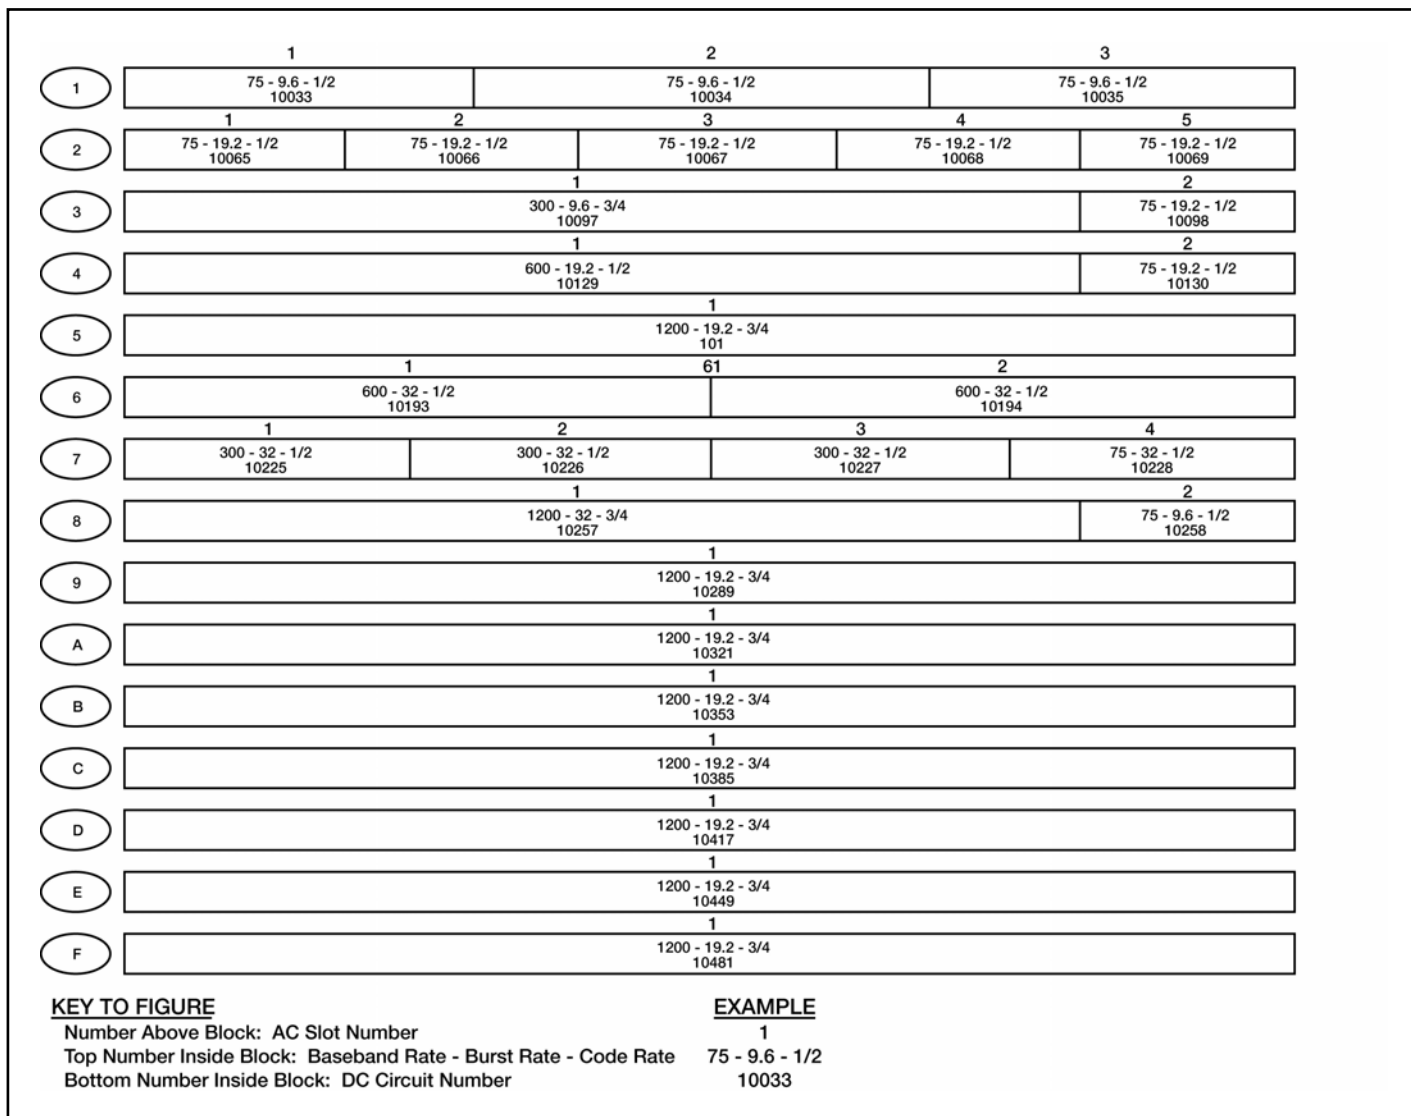 1 2 3
1 75 - 9.6 - 1/2 75 - 9.6 - 1/2 75 - 9.6 - 1/2
10033 10034 10035
1 2 3 4 5
2 75 - 19.2 - 1/2 75 - 19.2 - 1/2 75 - 19.2 - 1/2 75 - 19.2 - 1/2 75 - 19.2 - 1/2
10065 10066 10067 10068 10069
1 2
3 300 - 9.6 - 3/4 75 - 19.2 - 1/2
10097 10098
1 2
4 600 - 19.2 - 1/2 75 - 19.2 - 1/2
10129 10130
1
5 1200 - 19.2 - 3/4
101
1 61 2
6 600 - 32 - 1/2 600 - 32 - 1/2
10193 10194
1 2 3 4
7 300 - 32 - 1/2 300 - 32 - 1/2 300 - 32 - 1/2 75 - 32 - 1/2
10225 10226 10227 10228
1 2
8 1200 - 32 - 3/4 75 - 9.6 - 1/2
10257 10258
1
9 1200 - 19.2 - 3/4
10289
1
A 1200 - 19.2 - 3/4
10321
1
B 1200 - 19.2 - 3/4
10353
1
C 1200 - 19.2 - 3/4
10385
1
D 1200 - 19.2 - 3/4
10417
1
E 1200 - 19.2 - 3/4
10449
1
F 1200 - 19.2 - 3/4
10481
KEY TO FIGURE EXAMPLE
Number Above Block: AC Slot Number 1
Top Number Inside Block: Baseband Rate - Burst Rate - Code Rate 75 - 9.6 - 1/2
Bottom Number Inside Block: DC Circuit Number 10033